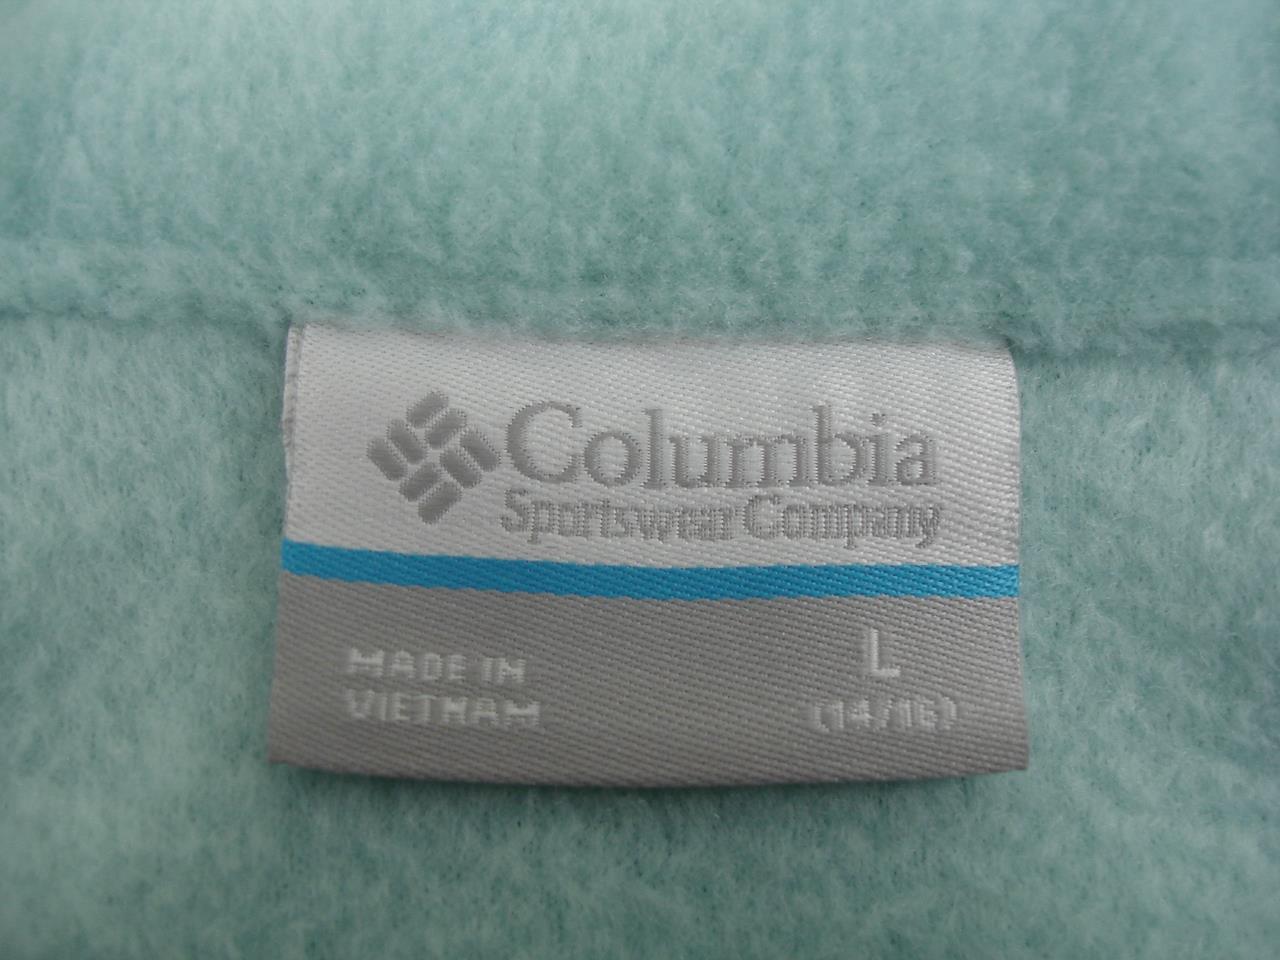 Columbia
Sportswear Company
MADE IN
VIETNAM
L
(14/16)